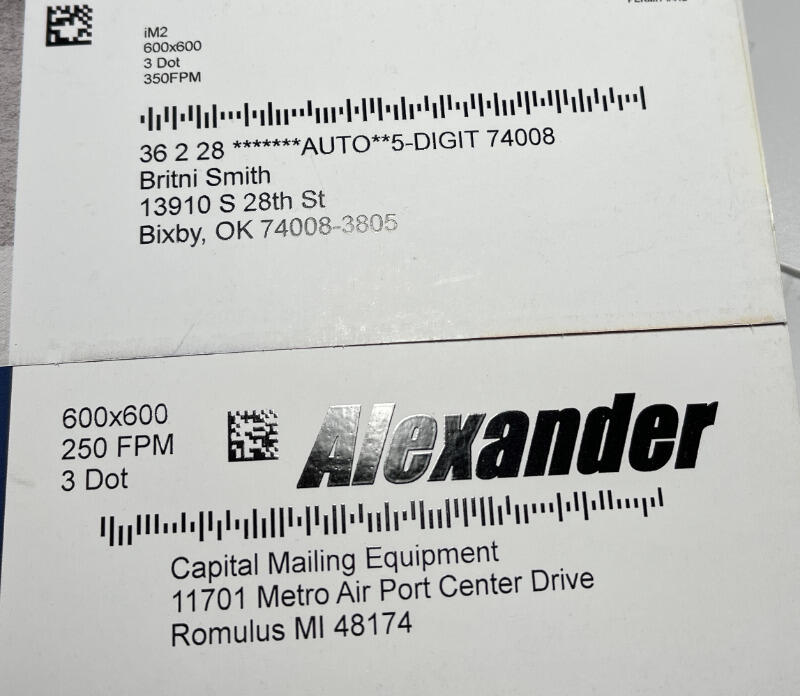 iM2
600x600
3 Dot
350FPM
36 2 28 *******AUTO**5-DIGIT 74008
Britni Smith
13910 S 28th St
Bixby, OK 74008-3805
600x600
250 FPM
3 Dot
Alexander
Capital Mailing Equipment
11701 Metro Air Port Center Drive
Romulus MI 48174